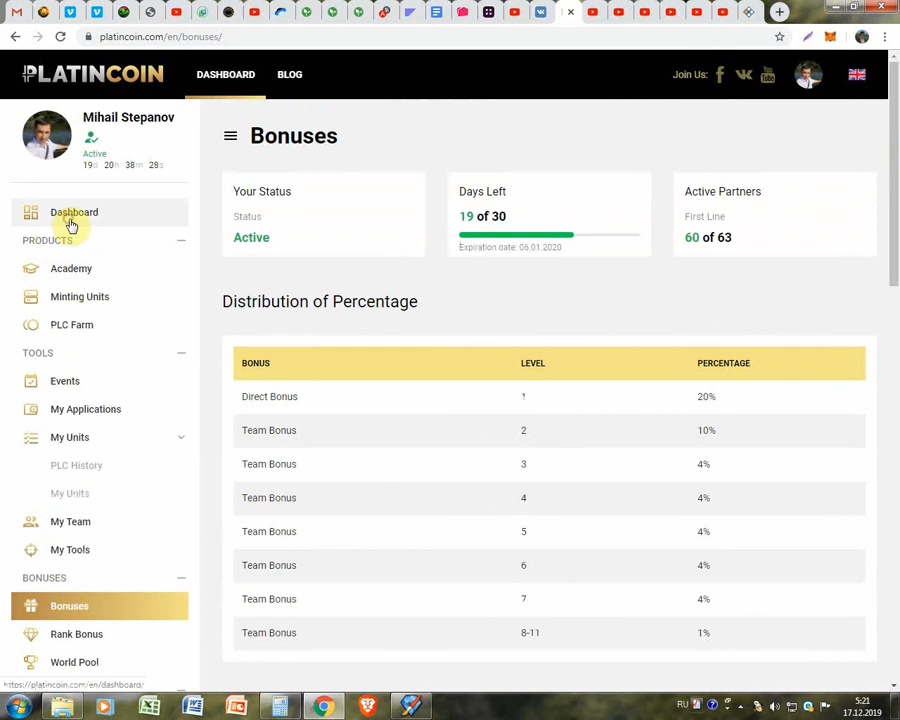 platincoin.com/en/bonuses/
PLATINCOIN
DASHBOARD
BLOG
Join Us:
Mihail Stepanov
Active
19d 20h 38m 28s
Dashboard
PRODUCTS
Academy
Minting Units
PLC Farm
TOOLS
Events
My Applications
My Units
PLC History
My Units
My Team
My Tools
BONUSES
Bonuses
Rank Bonus
World Pool
Bonuses
Your Status
Status
Active
Days Left
19 of 30
Expiration date: 06.01.2020
Active Partners
First Line
60 of 63
Distribution of Percentage
BONUS LEVEL PERCENTAGE
Direct Bonus 1 20%
Team Bonus 2 10%
Team Bonus 3 4%
Team Bonus 4 4%
Team Bonus 5 4%
Team Bonus 6 4%
Team Bonus 7 4%
Team Bonus 8-11 1%
https://platincoin.com/en/dashboard/
RU
5:21
17.12.2019